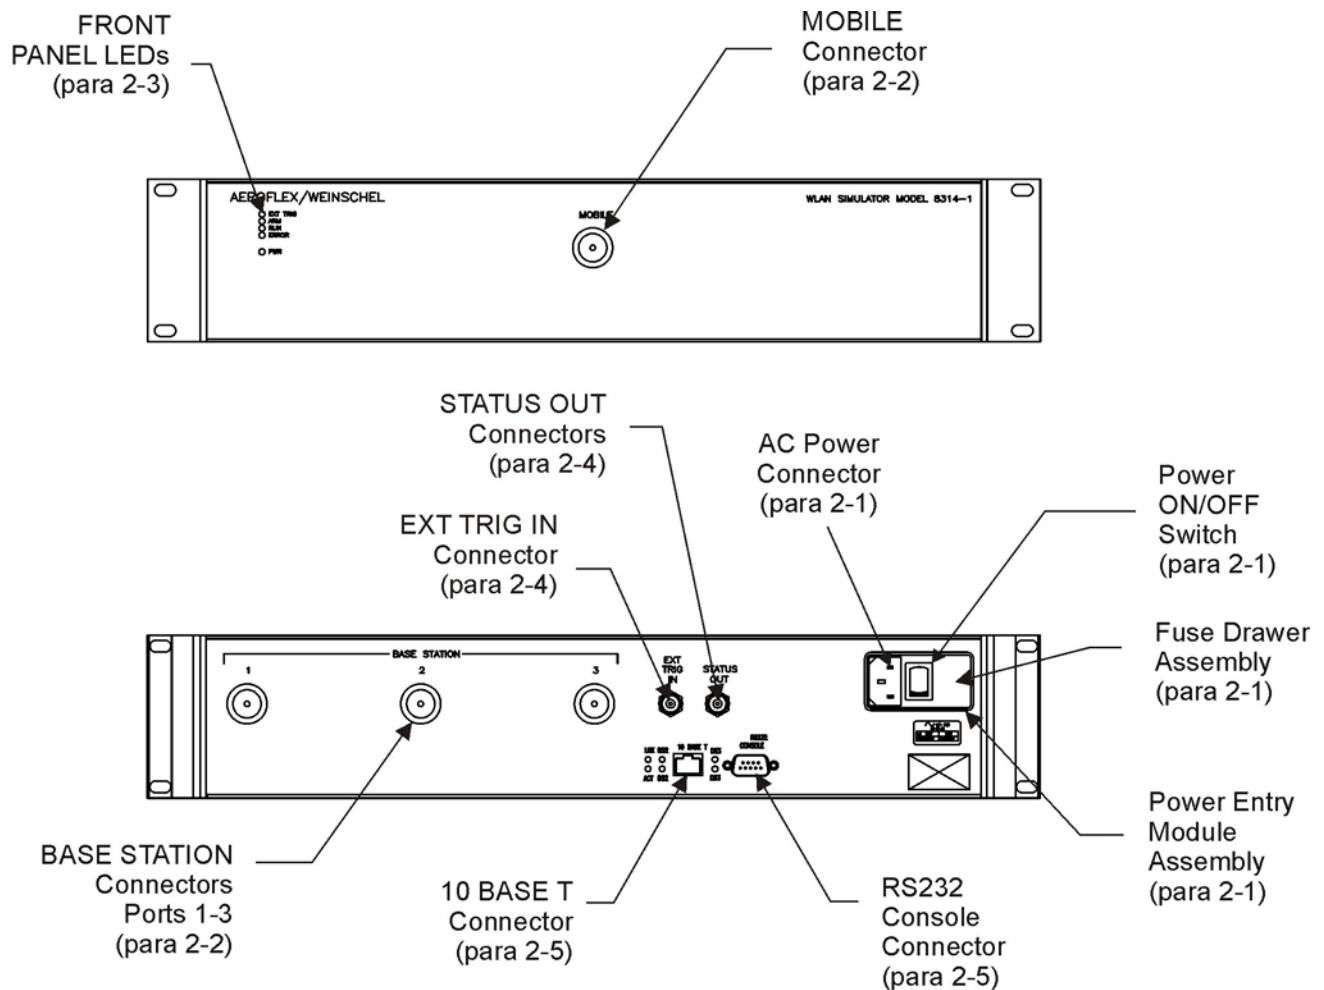 FRONT
PANEL LEDs
(para 2-3)
MOBILE
Connector
(para 2-2)
AEROFLEX/WEINSCHEL
EXT TRIG
ARM
RUN
ERROR
PWR
MOBILE
WLAN SIMULATOR MODEL 8314-1
STATUS OUT
Connectors
(para 2-4)
AC Power
Connector
(para 2-1)
EXT TRIG IN
Connector
(para 2-4)
Power
ON/OFF
Switch
(para 2-1)
Fuse Drawer
Assembly
(para 2-1)
BASE STATION
1
2
3
EXT
TRIG
IN
STATUS
OUT
10 BASE T
RS232
CONSOLE
LNK
ACT
Power Entry
Module
Assembly
(para 2-1)
BASE STATION
Connectors
Ports 1-3
(para 2-2)
10 BASE T
Connector
(para 2-5)
RS232
Console
Connector
(para 2-5)